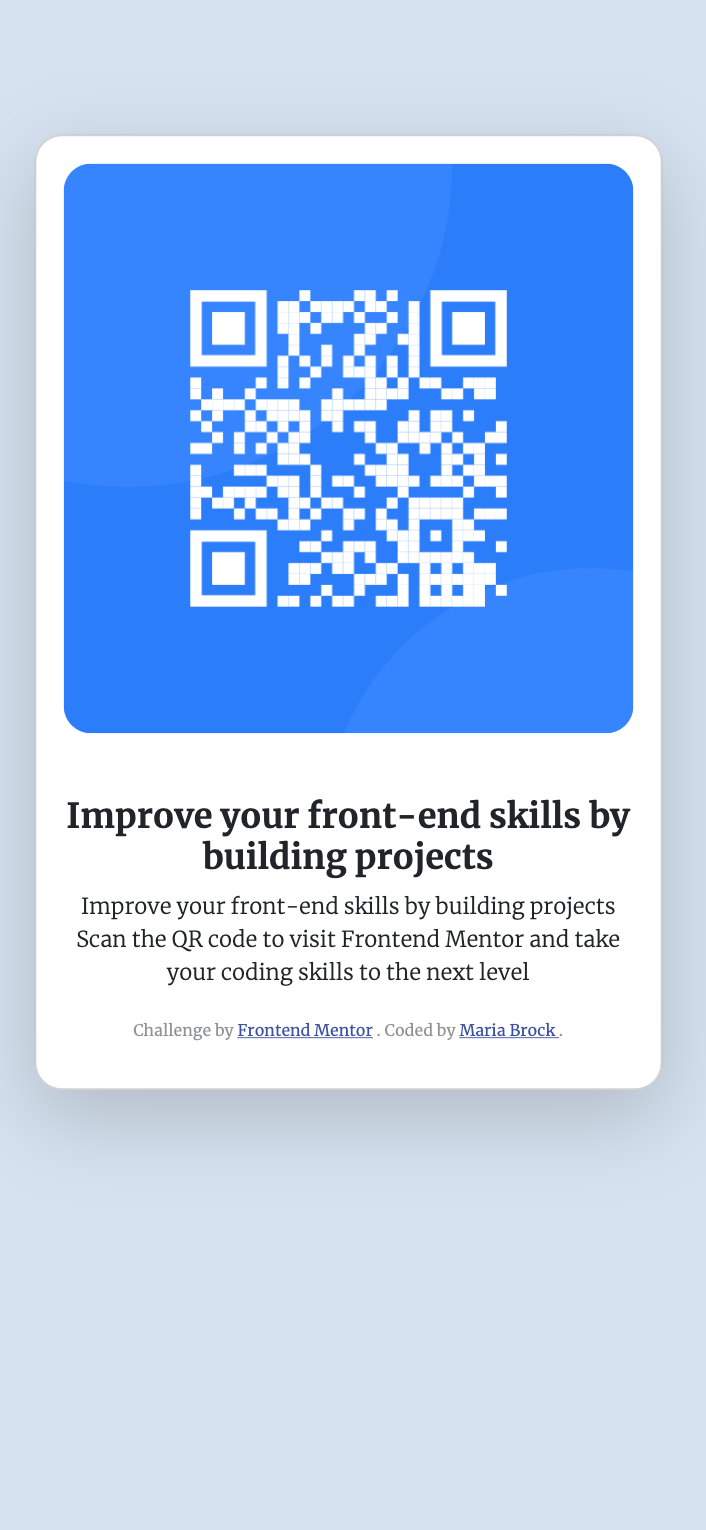 Improve your front-end skills by
building projects
Improve your front-end skills by building projects
Scan the QR code to visit Frontend Mentor and take
your coding skills to the next level
Challenge by Frontend Mentor . Coded by Maria Brock .